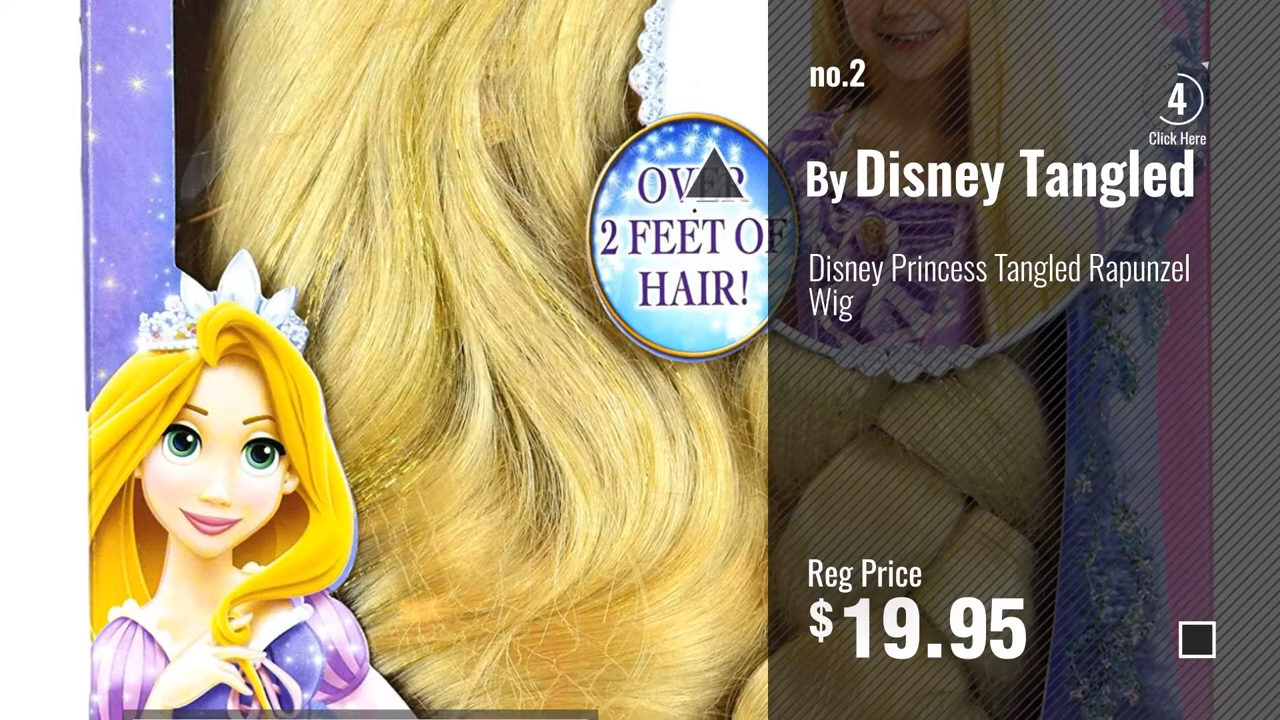 OVER
2 FEET OF
HAIR!
no.2
4
Click Here
By Disney Tangled
Disney Princess Tangled Rapunzel
Wig
Reg Price
$19.95